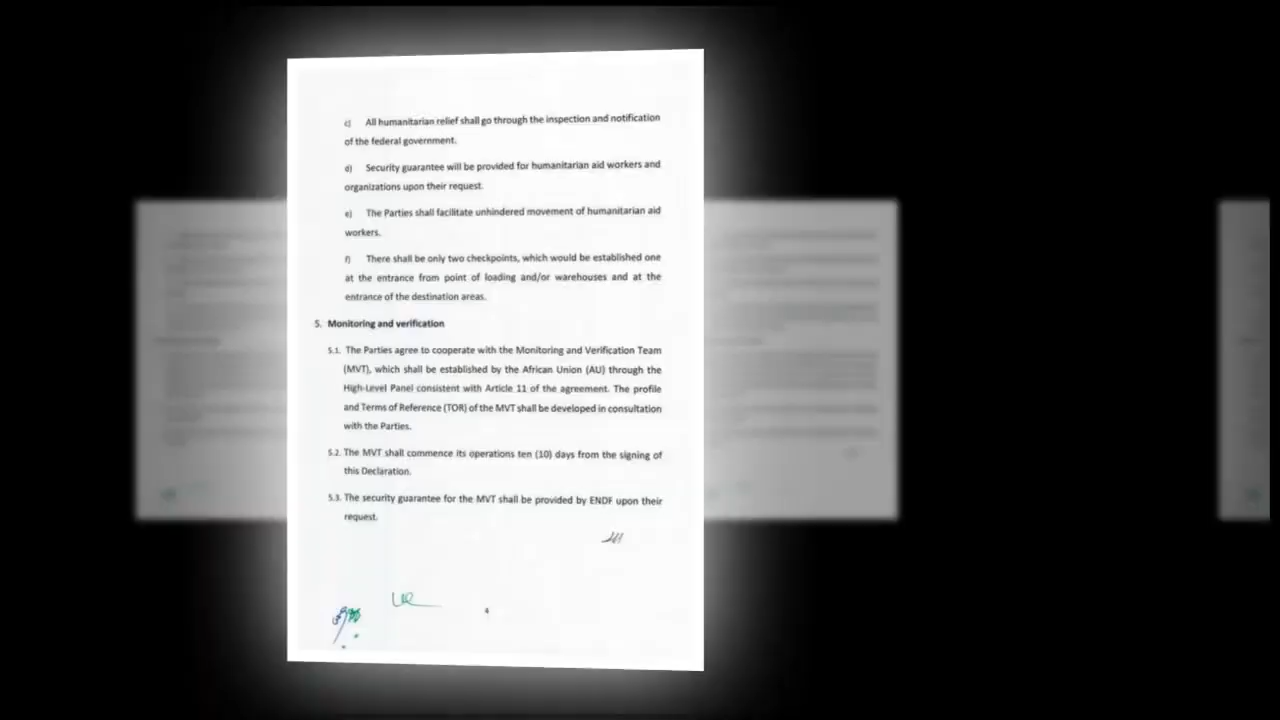 c) All humanitarian relief shall go through the inspection and notification
of the federal government.
d) Security guarantee will be provided for humanitarian aid workers and
organizations upon their request.
e) The Parties shall facilitate unhindered movement of humanitarian aid
workers.
f) There shall be only two checkpoints, which would be established one
at the entrance from point of loading and/or warehouses and at the
entrance of the destination areas.
5. Monitoring and verification
5.1. The Parties agree to cooperate with the Monitoring and Verification Team
(MVT), which shall be established by the African Union (AU) through the
High-Level Panel consistent with Article 11 of the agreement. The profile
and Terms of Reference (TOR) of the MVT shall be developed in consultation
with the Parties.
5.2. The MVT shall commence its operations ten (10) days from the signing of
this Declaration.
5.3. The security guarantee for the MVT shall be provided by ENDF upon their
request.
4